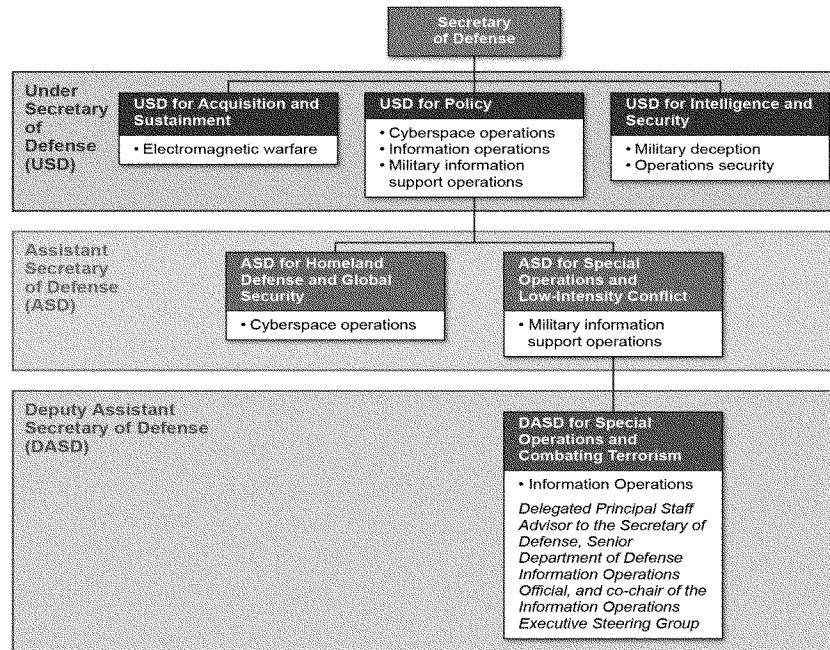 Secretary
of Defense
Under
Secretary
of
Defense
(USD)
USD for Acquisition and
Sustainment
• Electromagnetic warfare
USD for Policy
• Cyberspace operations
• Information operations
• Military information
support operations
USD for Intelligence and
Security
• Military deception
• Operations security
Assistant
Secretary
of Defense
(ASD)
ASD for Homeland
Defense and Global
Security
• Cyberspace operations
ASD for Special
Operations and
Low-Intensity Conflict
• Military information
support operations
Deputy Assistant
Secretary of Defense
(DASD)
DASD for Special
Operations and
Combating Terrorism
• Information Operations
Delegated Principal Staff
Advisor to the Secretary of
Defense, Senior
Department of Defense
Information Operations
Official, and co-chair of the
Information Operations
Executive Steering Group